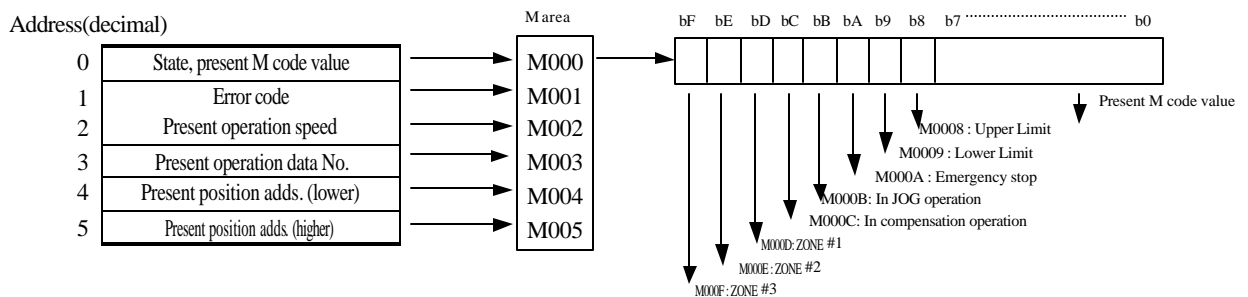 Address(decimal)
M area
bF bE bD bC bB bA b9 b8 b7 b0
0 State, present M code value M000
1 Error code M001
2 Present operation speed M002
3 Present operation data No. M003
4 Present position adds. (lower) M004
5 Present position adds. (higher) M005
Present M code value
M0008 : Upper Limit
M0009 : Lower Limit
M000A : Emergency stop
M000B: In JOG operation
M000C: In compensation operation
M000D: ZONE #1
M000E : ZONE #2
M000F: ZONE #3